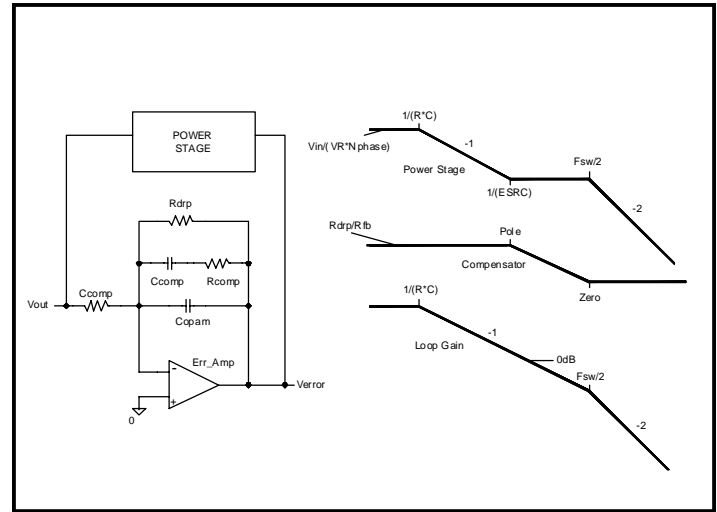 POWER
STAGE
Rdrp
Ccomp
Rcomp
Copam
Ccomp
Vout
Err_Amp
-
+
0
Verror
1/(R*C)
Vin/(VR*Nphase)
-1
Power Stage
Fsw/2
1/(ESRC)
-2
Rdrp/Rfb
Pole
Compensator
Zero
1/(R*C)
-1
Loop Gain
0dB
Fsw/2
-2